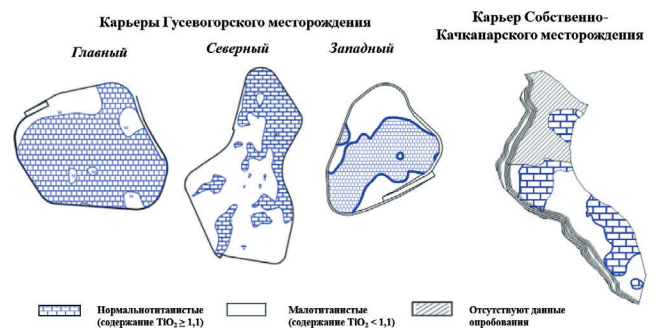 Карьеры Гусевогорского месторождения
Карьер Собственно-
Качканарского месторождения
Главный
Северный
Западный
Нормальнотитанистые
(содержание TiO₂ ≥ 1,1)
Малотитанистые
(содержание TiO₂ < 1,1)
Отсутствуют данные
опробования